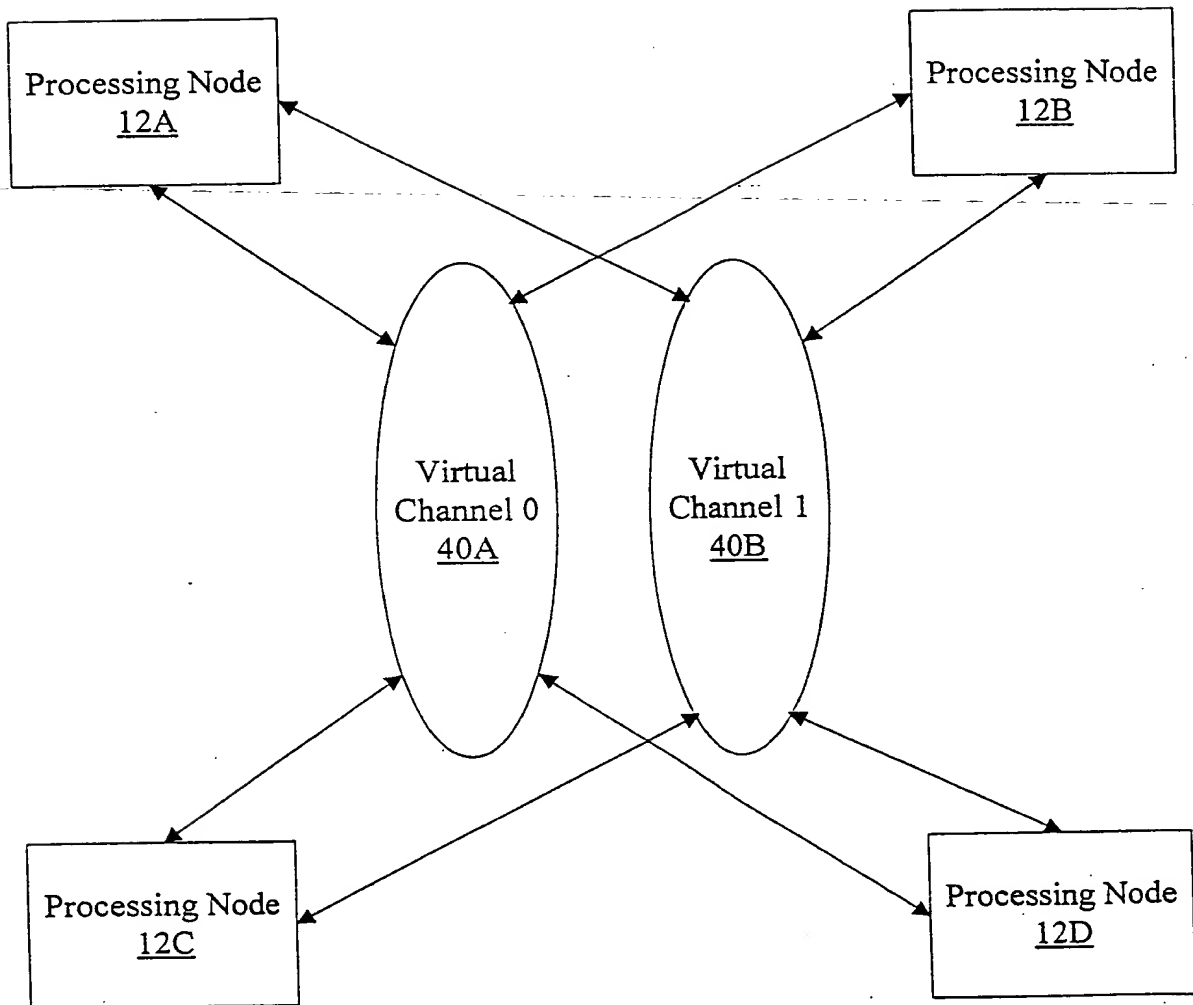 Processing Node
12A
Processing Node
12B
Virtual
Channel 0
40A
Virtual
Channel 1
40B
Processing Node
12C
Processing Node
12D